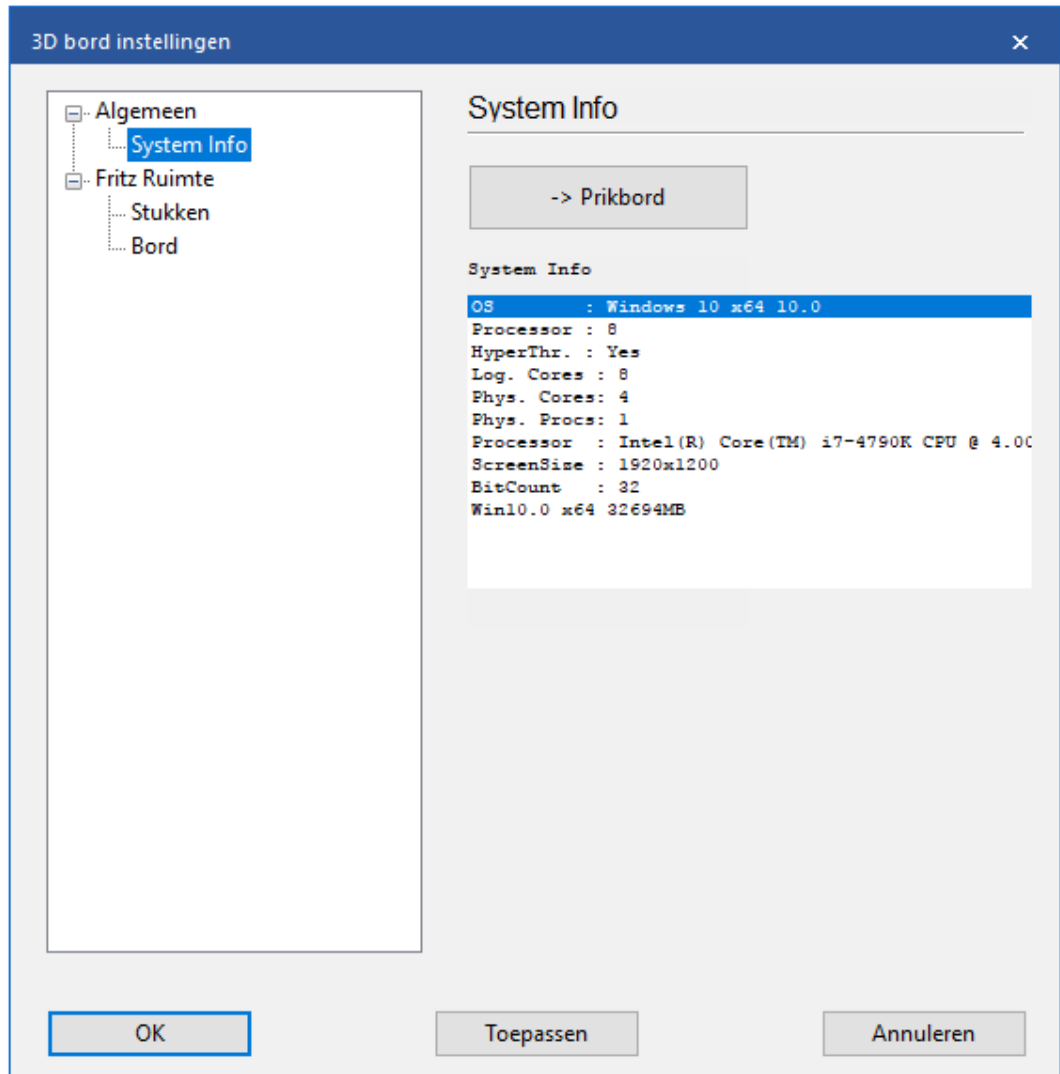 3D bord instellingen
Algemeen
System Info
Fritz Ruimte
Stukken
Bord
System Info
-> Prikbord
System Info
OS : Windows 10 x64 10.0
Processor : 8
HyperThr. : Yes
Log. Cores : 8
Phys. Cores: 4
Phys. Procs: 1
Processor : Intel(R) Core(TM) i7-4790K CPU @ 4.00
ScreenSize : 1920x1200
BitCount : 32
Win10.0 x64 32694MB
OK
Toepassen
Annuleren